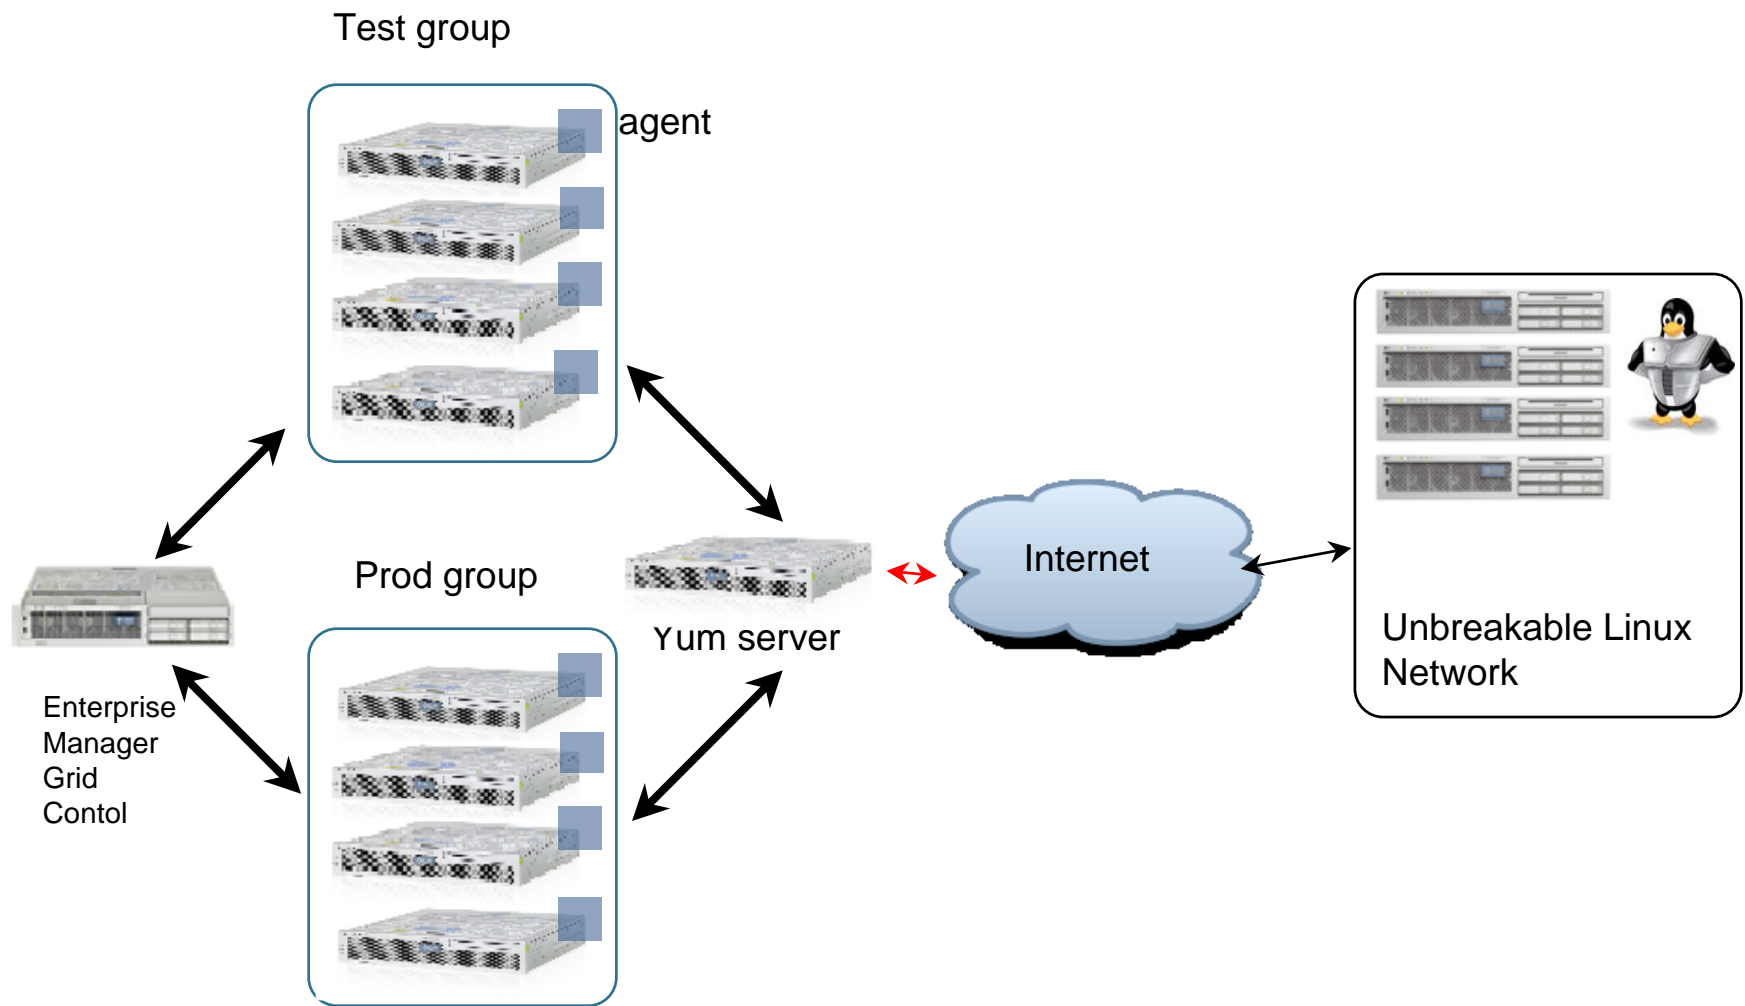 Test group
agent
Internet
Prod group
Yum server
Unbreakable Linux
Network
Enterprise
Manager
Grid
Contol